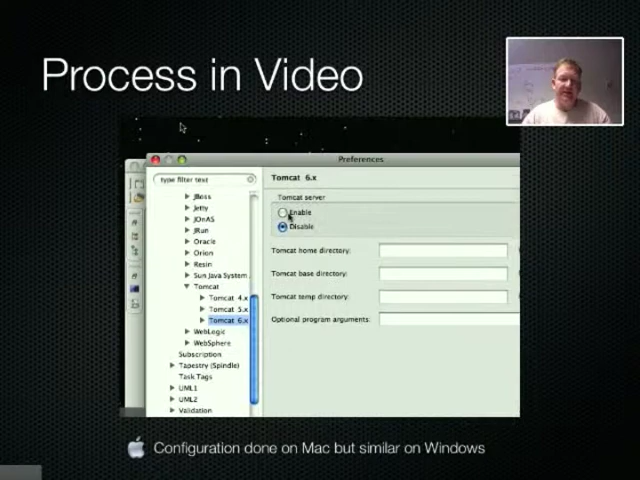 Process in Video
Preferences
type filter text
Tomcat 6.x
JBoss
Jetty
JOnAS
JRun
Oracle
Orion
Resin
Sun Java System
Tomcat
Tomcat 4.x
Tomcat 5.x
Tomcat 6.x
WebLogic
WebSphere
Subscription
Tapestry (Spindle)
Task Tags
UML1
UML2
Validation
Tomcat server
Enable
Disable
Tomcat home directory:
Tomcat base directory:
Tomcat temp directory:
Optional program arguments:
Configuration done on Mac but similar on Windows